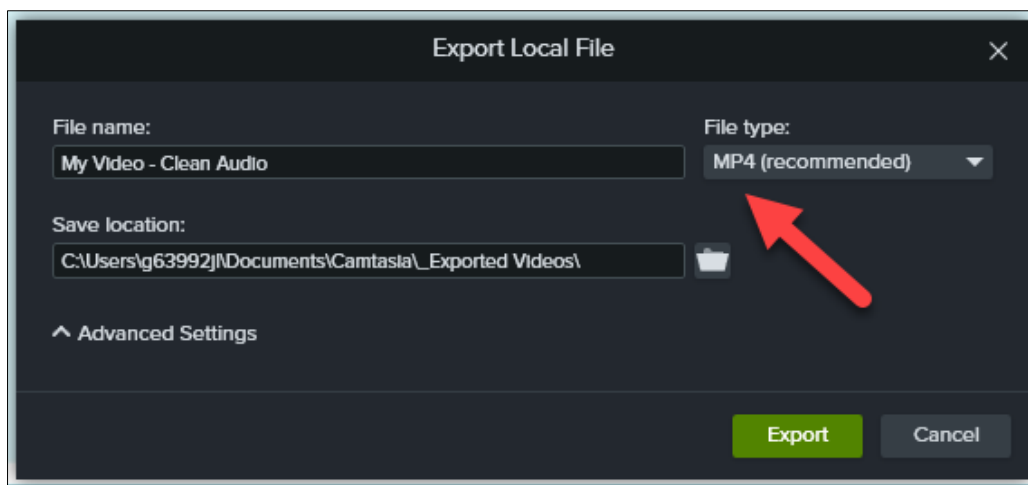 Export Local File
File name:
File type:
My Video - Clean Audio
MP4 (recommended)
Save location:
C:\Users\g63992jl\Documents\Camtasia\_Exported Videos\
Advanced Settings
Export
Cancel